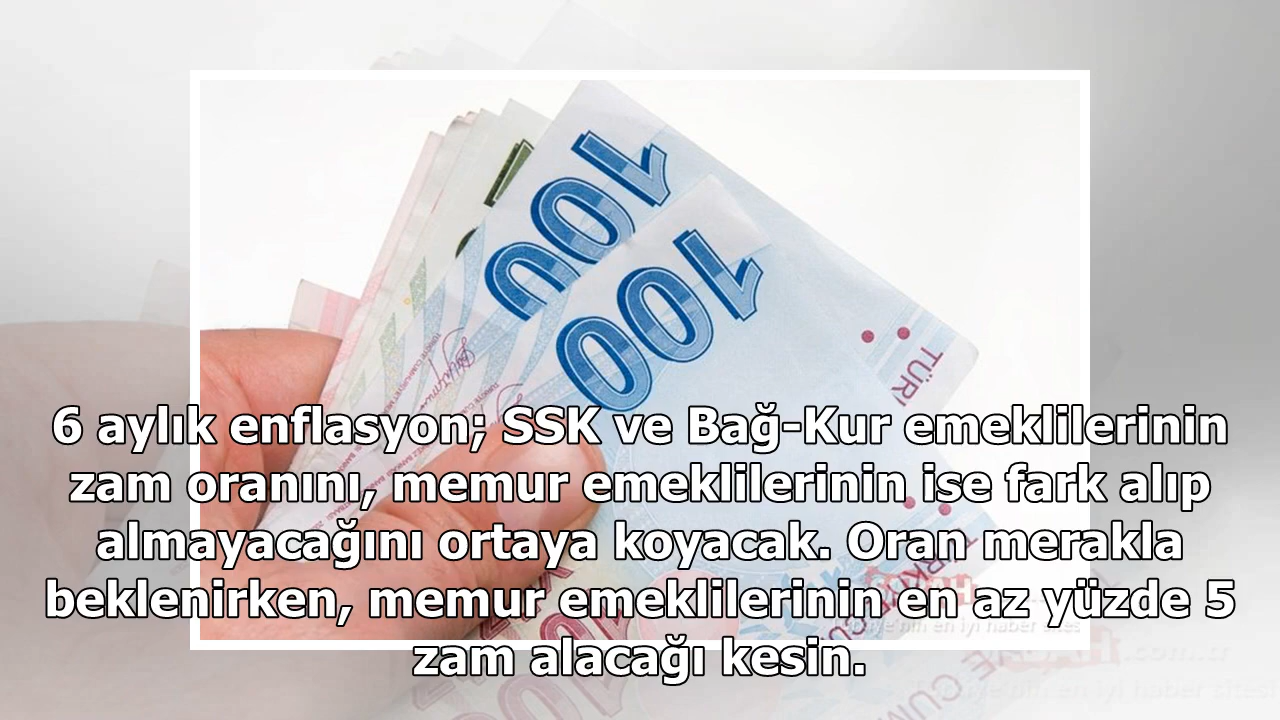 100
100
TÜR
6 aylık enflasyon; SSK ve Bağ-Kur emeklilerinin
zam oranını, memur emeklilerinin ise fark alıp
almayacağını ortaya koyacak. Oran merakla
beklenirken, memur emeklilerinin en az yüzde 5
zam alacağı kesin.